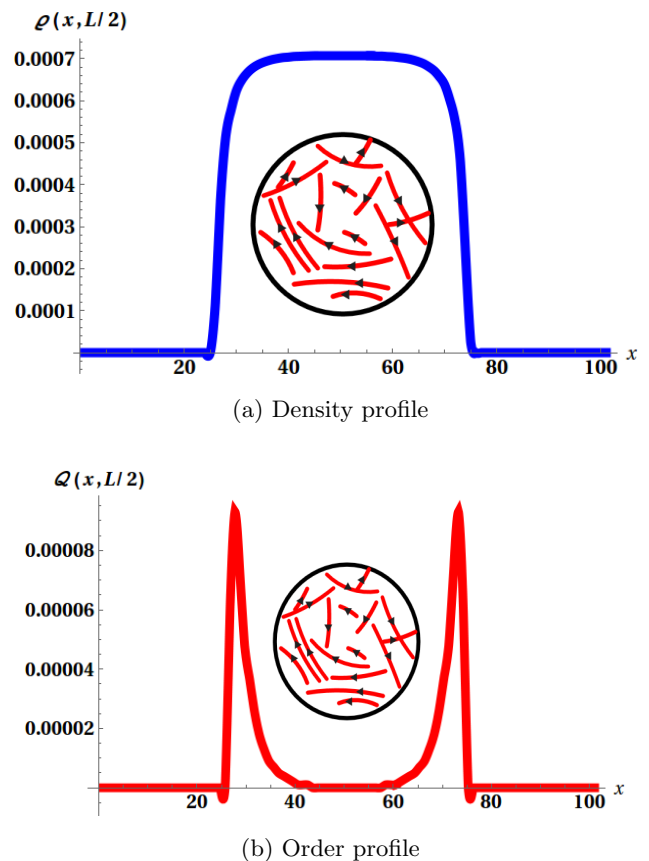 ϱ(x,L/2)
0.0007
0.0006
0.0005
0.0004
0.0003
0.0002
0.0001
20 40 60 80 100 x
(a) Density profile
Q(x,L/2)
0.00008
0.00006
0.00004
0.00002
20 40 60 80 100 x
(b) Order profile